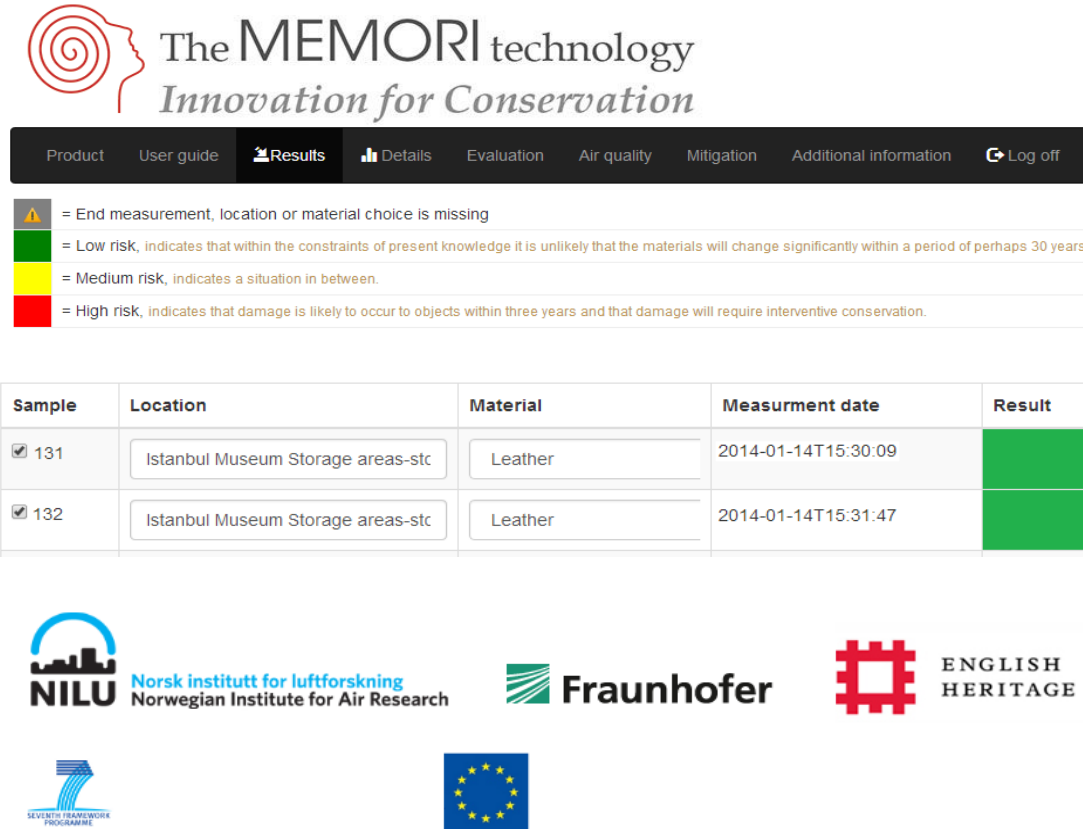 The MEMORI technology
Innovation for Conservation
Product User guide Results Details Evaluation Air quality Mitigation Additional information Log off
= End measurement, location or material choice is missing
= Low risk, indicates that within the constraints of present knowledge it is unlikely that the materials will change significantly within a period of perhaps 30 years
= Medium risk, indicates a situation in between.
= High risk, indicates that damage is likely to occur to objects within three years and that damage will require interventive conservation.
Sample Location Material Measurment date Result
131 Istanbul Museum Storage areas-stc Leather 2014-01-14T15:30:09
132 Istanbul Museum Storage areas-stc Leather 2014-01-14T15:31:47
NILU Norsk institutt for luftforskning
Norwegian Institute for Air Research
Fraunhofer
ENGLISH
HERITAGE
SEVENTH FRAMEWORK
PROGRAMME